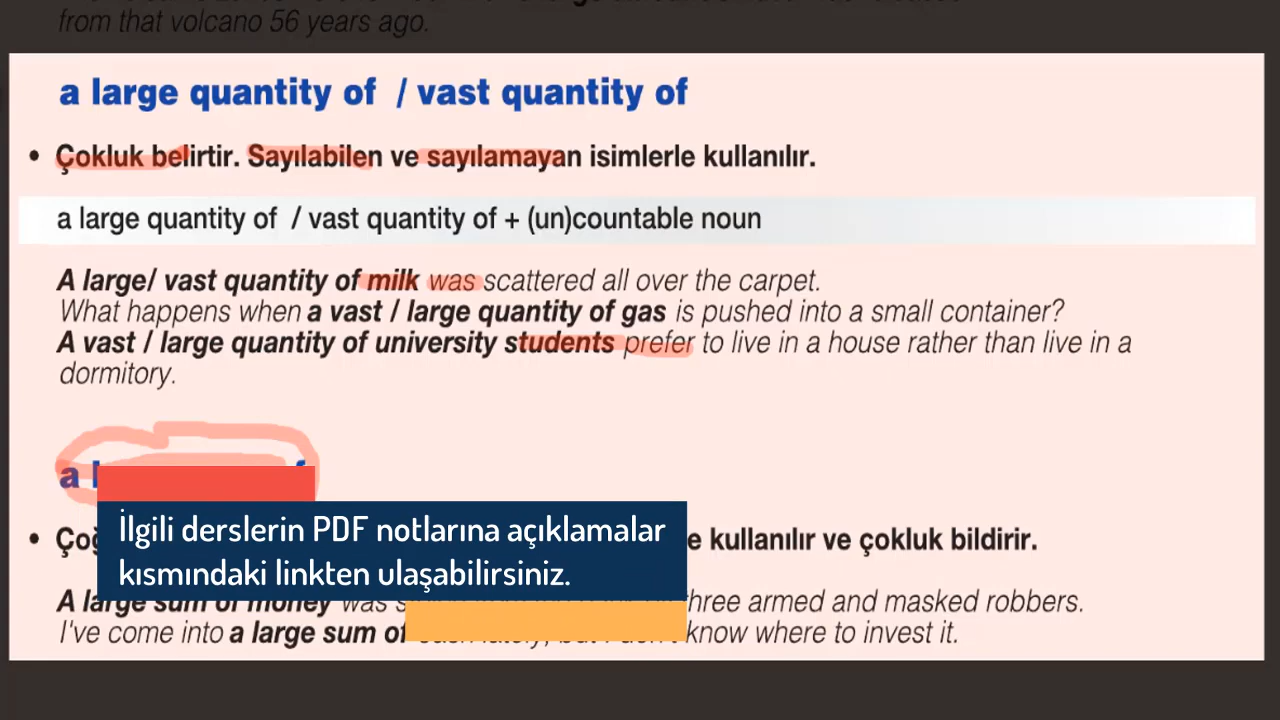 from that volcano 56 years ago.
a large quantity of / vast quantity of
• Çokluk belirtir. Sayılabilen ve sayılamayan isimlerle kullanılır.
a large quantity of / vast quantity of + (un)countable noun
A large/ vast quantity of milk was scattered all over the carpet.
What happens when a vast / large quantity of gas is pushed into a small container?
A vast / large quantity of university students prefer to live in a house rather than live in a
dormitory.
a
İlgili derslerin PDF notlarına açıklamalar
kısmındaki linkten ulaşabilirsiniz.
• kullanılır ve çokluk bildirir.
A large sum of money was three armed and masked robbers.
I've come into a large sum of know where to invest it.